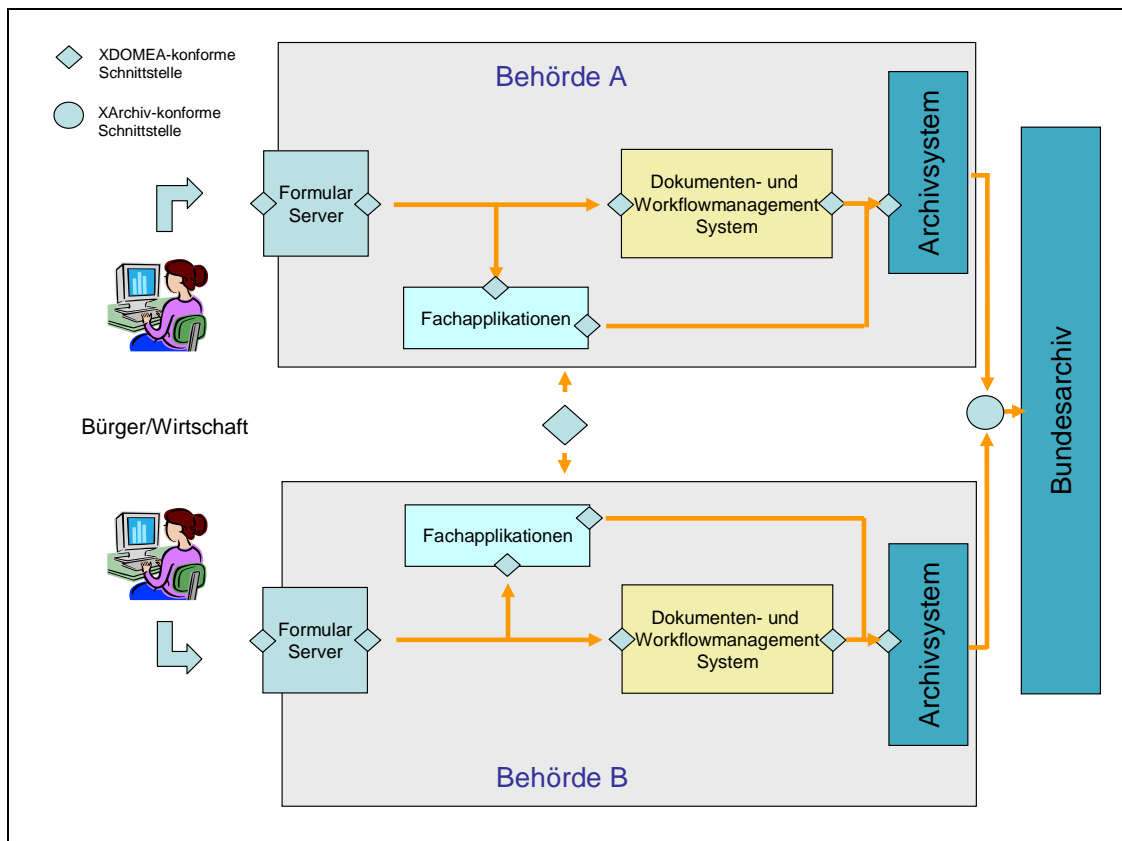 XDOMEA-konforme
Schnittstelle
XArchiv-konforme
Schnittstelle
Behörde A
Formular
Server
Dokumenten- und
Workflowmanagement
System
Archivsystem
Fachapplikationen
Bundesarchiv
Bürger/Wirtschaft
Fachapplikationen
Formular
Server
Dokumenten- und
Workflowmanagement
System
Archivsystem
Behörde B